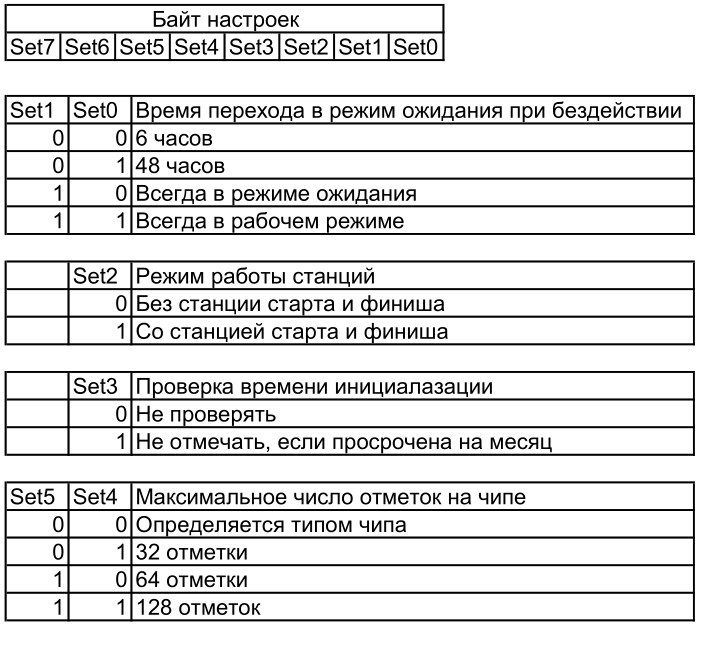 Байт настроек
Set7 Set6 Set5 Set4 Set3 Set2 Set1 Set0
Set1 Set0 Время перехода в режим ожидания при бездействии
0 0 6 часов
0 1 48 часов
1 0 Всегда в режиме ожидания
1 1 Всегда в рабочем режиме
Set2 Режим работы станций
0 Без станции старта и финиша
1 Со станцией старта и финиша
Set3 Проверка времени инициалазации
0 Не проверять
1 Не отмечать, если просрочена на месяц
Set5 Set4 Максимальное число отметок на чипе
0 0 Определяется типом чипа
0 1 32 отметки
1 0 64 отметки
1 1 128 отметок